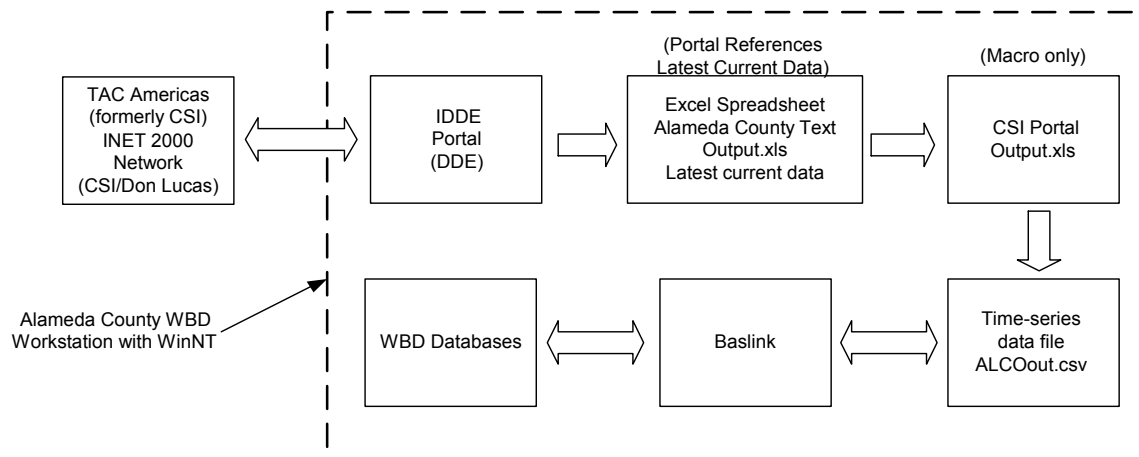 TAC Americas
(formerly CSI)
INET 2000
Network
(CSI/Don Lucas)
IDDE
Portal
(DDE)
(Portal References
Latest Current Data)
Excel Spreadsheet
Alameda County Text
Output.xls
Latest current data
(Macro only)
CSI Portal
Output.xls
Alameda County WBD
Workstation with WinNT
WBD Databases
Baslink
Time-series
data file
ALCOout.csv